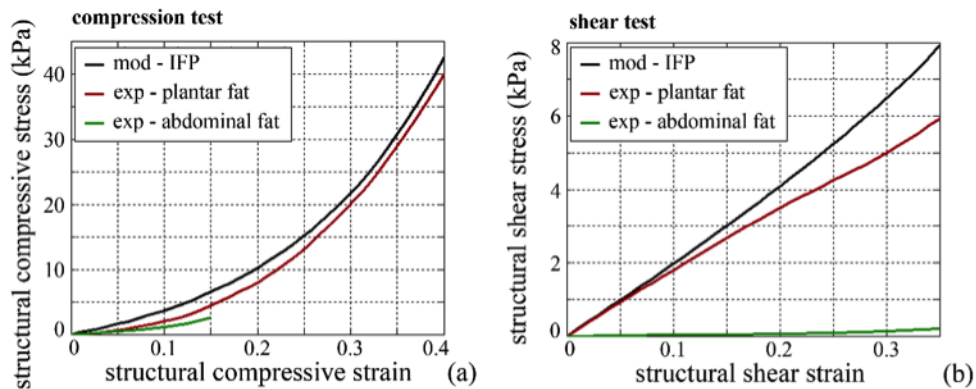 compression test
structural compressive stress (kPa)
40
30
20
10
0
mod - IFP
exp - plantar fat
exp - abdominal fat
0
0.1
0.2
0.3
0.4
structural compressive strain
(a)
shear test
structural shear stress (kPa)
8
6
4
2
0
mod - IFP
exp - plantar fat
exp - abdominal fat
0
0.1
0.2
0.3
structural shear strain
(b)